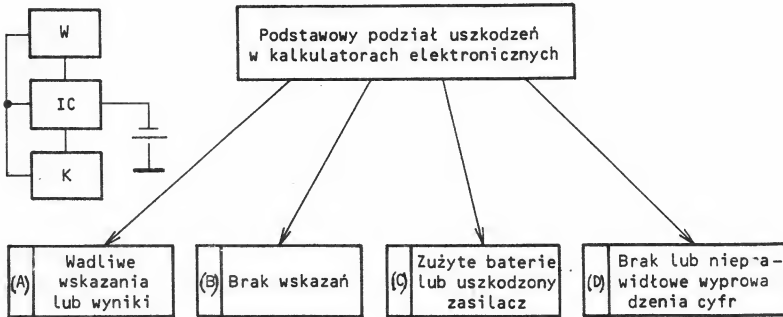 W
IC
K
Podstawowy podział uszkodzeń
w kalkulatorach elektronicznych
(A)
Wadliwe
wskazania
lub wyniki
(B)
Brak wskazań
(C)
Zużyte baterie
lub uszkodzony
zasilacz
(D)
Brak lub niepra-
widłowe wyprowa
dzenia cyfr